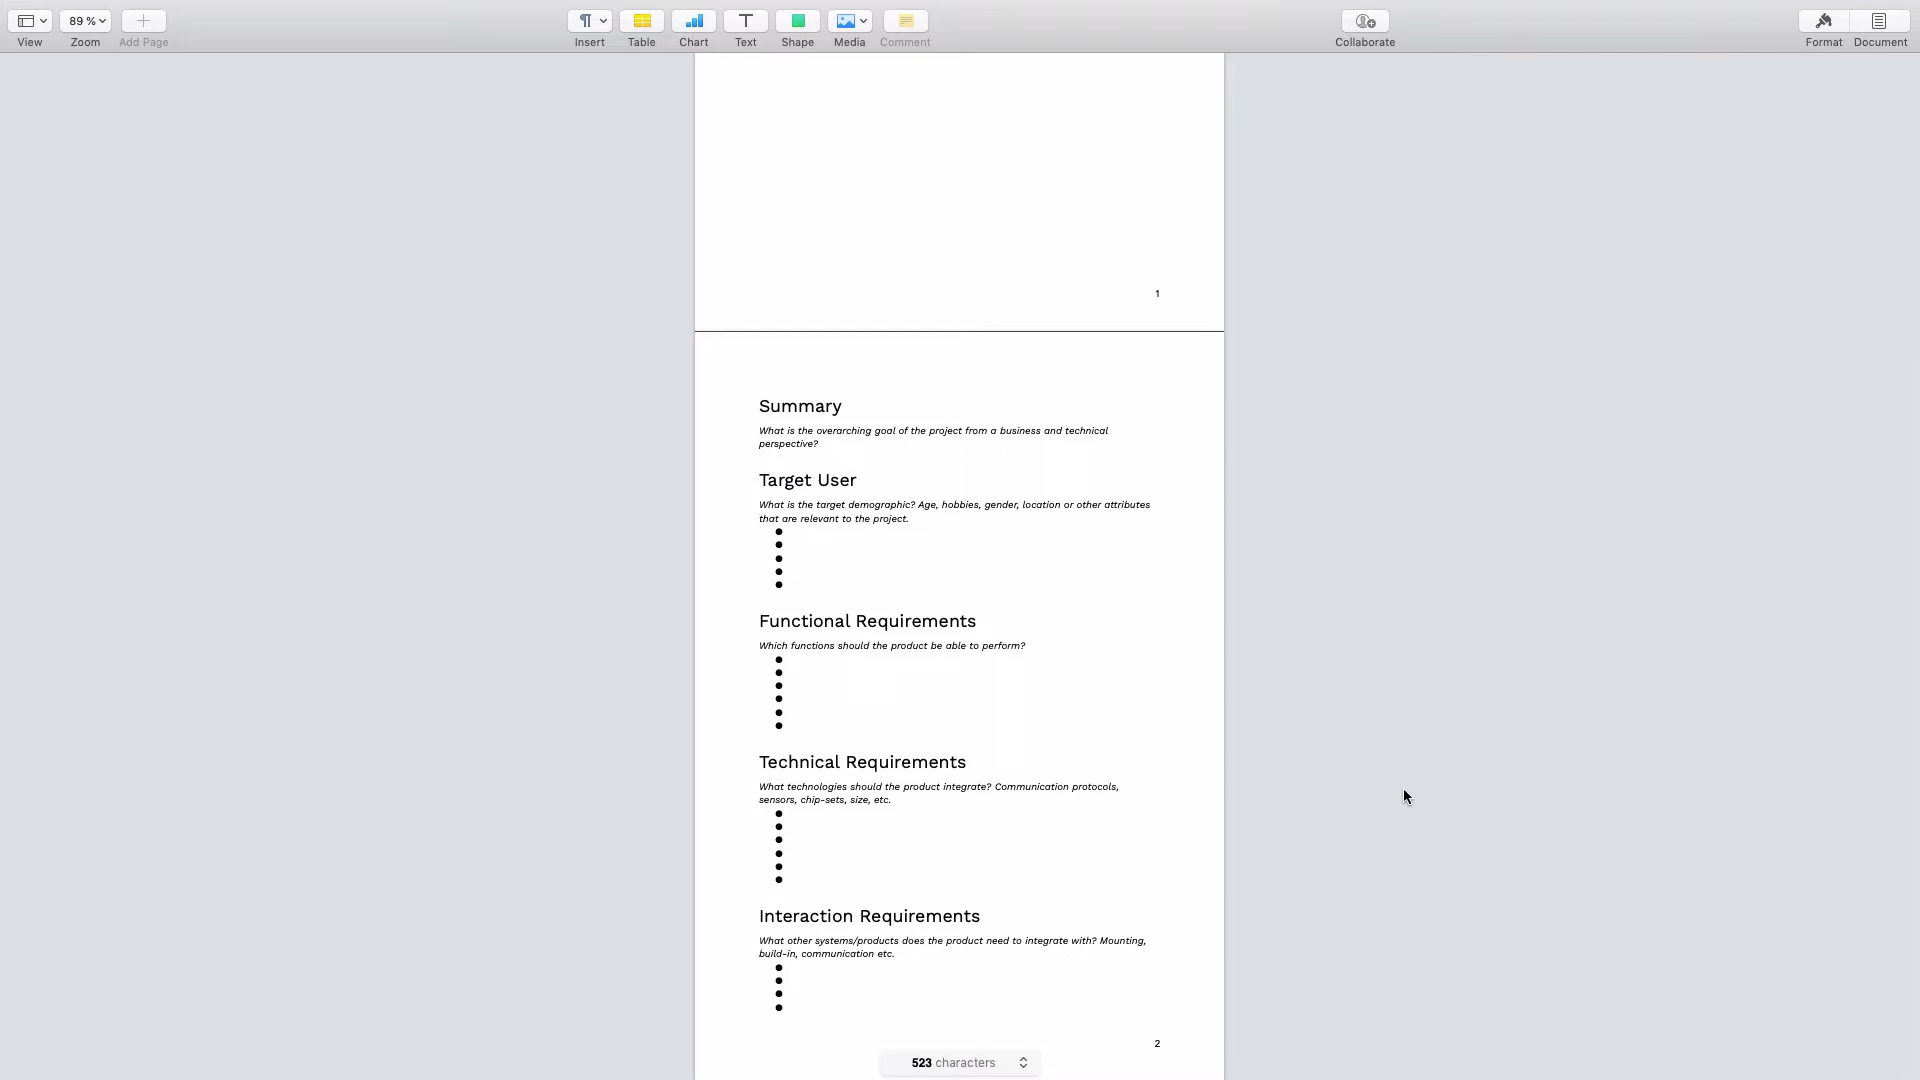 89 %
View
Zoom
Add Page
Insert
Table
Chart
Text
Shape
Media
Comment
Collaborate
Format
Document
1
Summary
What is the overarching goal of the project from a business and technical
perspective?
Target User
What is the target demographic? Age, hobbies, gender, location or other attributes
that are relevant to the project.
Functional Requirements
Which functions should the product be able to perform?
Technical Requirements
What technologies should the product integrate? Communication protocols,
sensors, chip-sets, size, etc.
Interaction Requirements
What other systems/products does the product need to integrate with? Mounting,
build-in, communication etc.
2
523 characters